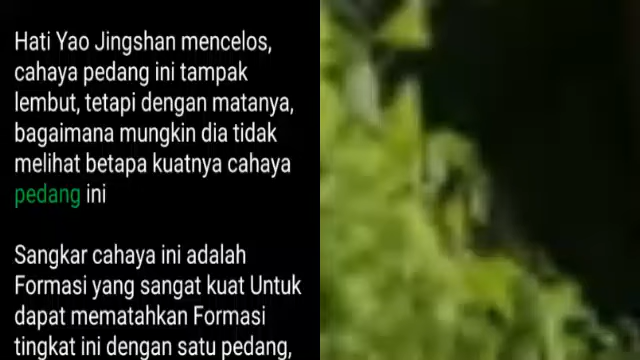 Hati Yao Jingshan mencelos,
cahaya pedang ini tampak
lembut, tetapi dengan matanya,
bagaimana mungkin dia tidak
melihat betapa kuatnya cahaya
pedang ini
Sangkar cahaya ini adalah
Formasi yang sangat kuat Untuk
dapat mematahkan Formasi
tingkat ini dengan satu pedang,